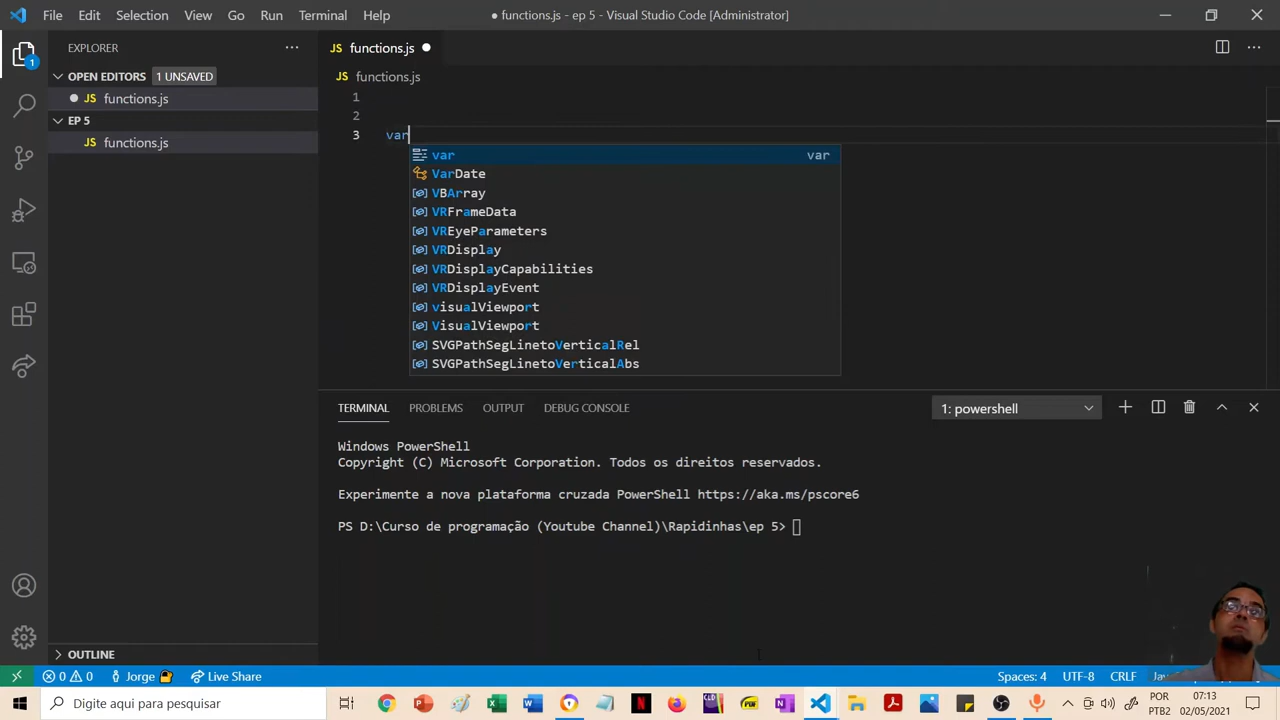 File Edit Selection View Go Run Terminal Help
● functions.js - ep 5 - Visual Studio Code [Administrator]
EXPLORER
OPEN EDITORS 1 UNSAVED
JS functions.js
EP 5
JS functions.js
OUTLINE
1
JS functions.js
JS functions.js
1
2
3 var
var var
VarDate
VBArray
VRFrameData
VREyeParameters
VRDisplay
VRDisplayCapabilities
VRDisplayEvent
visualViewport
VisualViewport
SVGPathSegLinetoVerticalRel
SVGPathSegLinetoVerticalAbs
TERMINAL PROBLEMS OUTPUT DEBUG CONSOLE
1: powershell
Windows PowerShell
Copyright (C) Microsoft Corporation. Todos os direitos reservados.
Experimente a nova plataforma cruzada PowerShell https://aka.ms/pscore6
PS D:\Curso de programação (Youtube Channel)\Rapidinhas\ep 5>
0 0 Jorge Live Share
Spaces: 4 UTF-8 CRLF
Digite aqui para pesquisar
POR
PTB2
07:13
02/05/2021